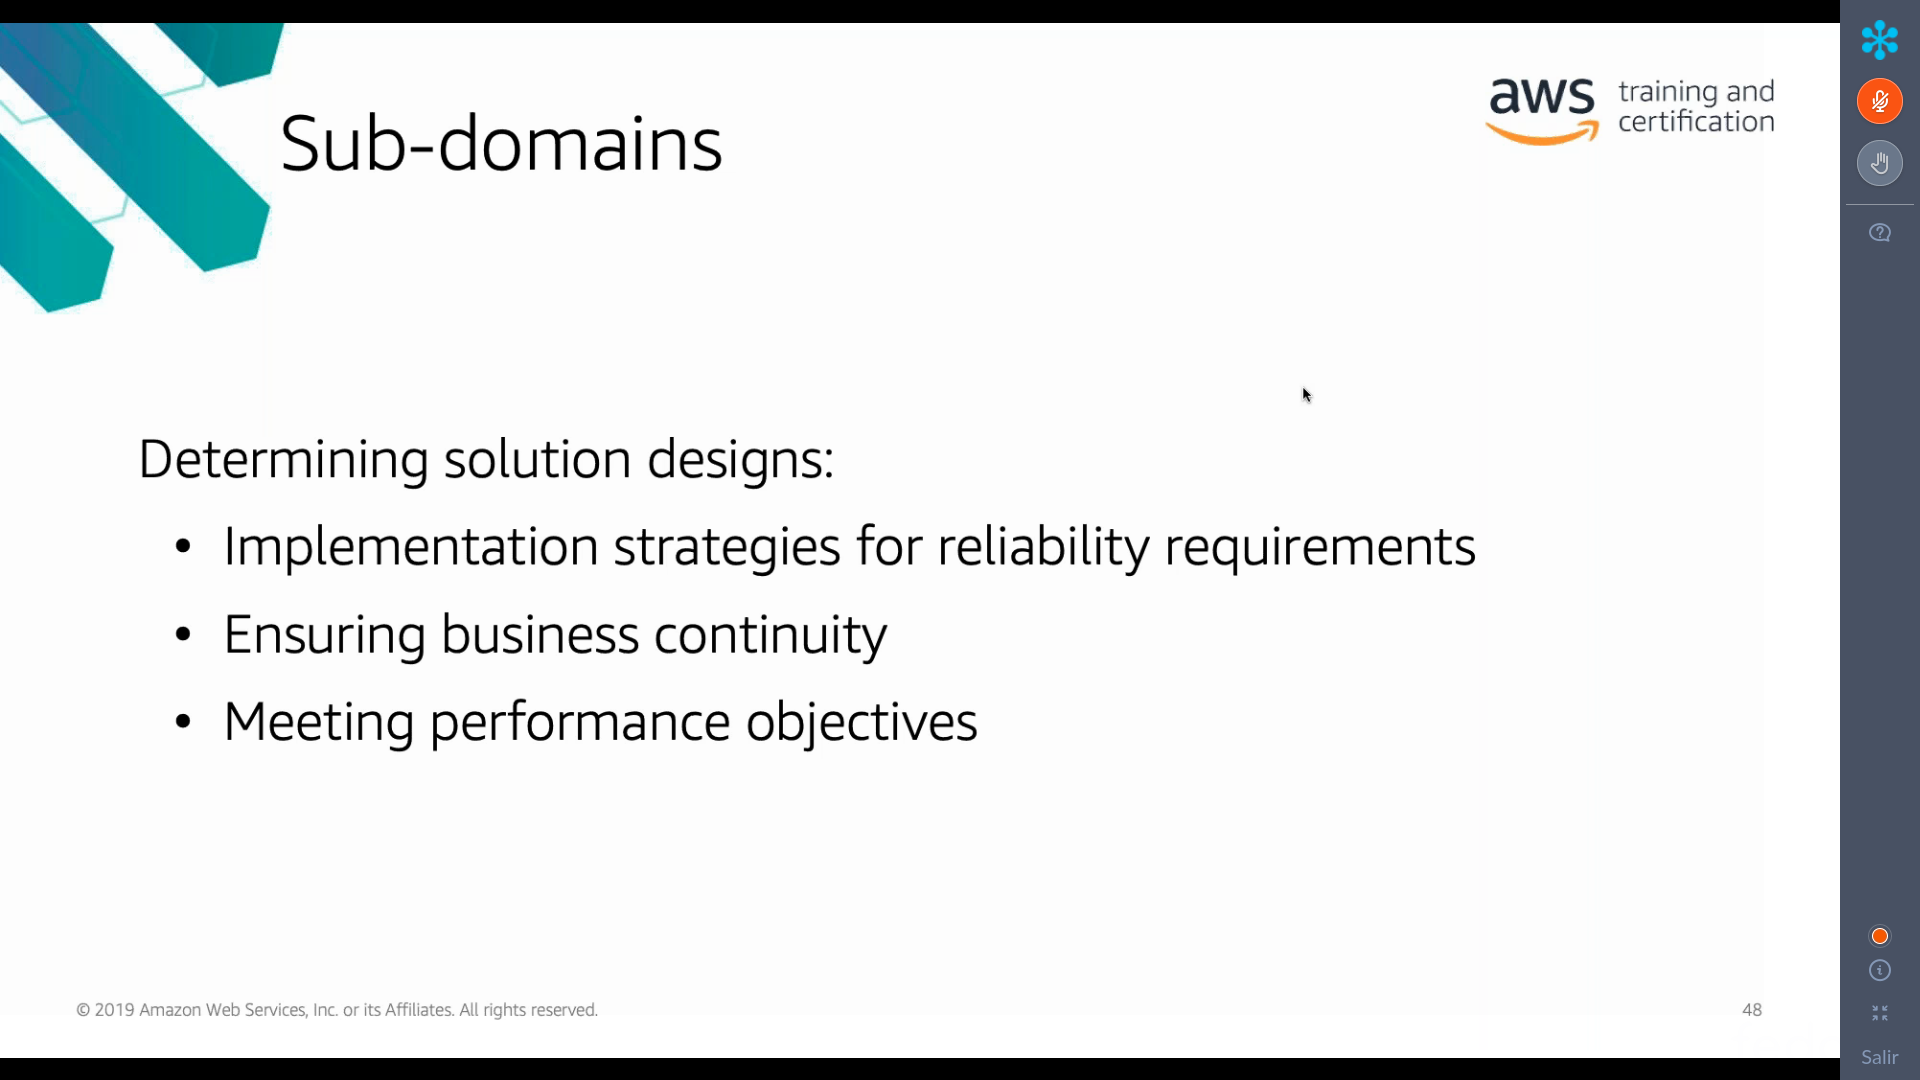 Sub-domains
aws training and
certification
Determining solution designs:
• Implementation strategies for reliability requirements
• Ensuring business continuity
• Meeting performance objectives
© 2019 Amazon Web Services, Inc. or its Affiliates. All rights reserved.
48
Salir